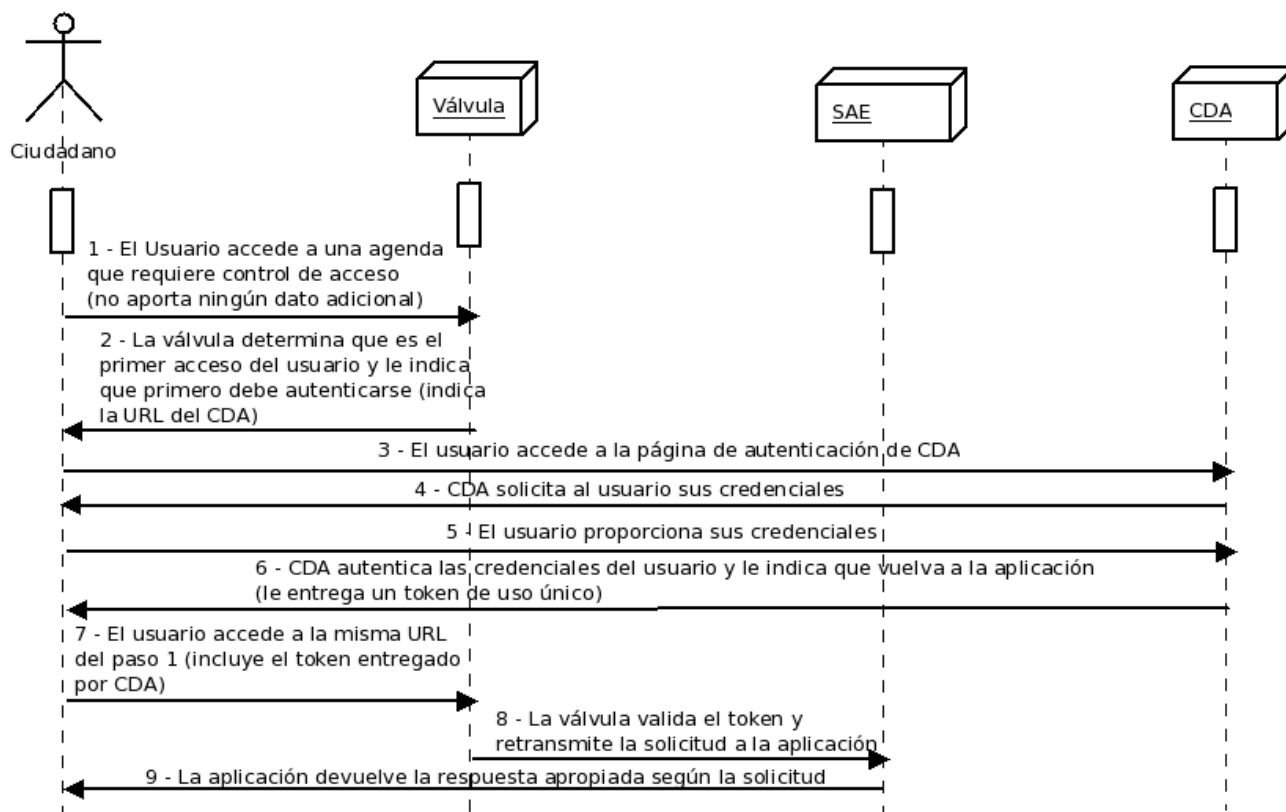 Ciudadano
Válvula
SAE
CDA
1 - El Usuario accede a una agenda
que requiere control de acceso
(no aporta ningún dato adicional)
2 - La válvula determina que es el
primer acceso del usuario y le indica
que primero debe autenticarse (indica
la URL del CDA)
3 - El usuario accede a la página de autenticación de CDA
4 - CDA solicita al usuario sus credenciales
5 - El usuario proporciona sus credenciales
6 - CDA autentica las credenciales del usuario y le indica que vuelva a la aplicación
(le entrega un token de uso único)
7 - El usuario accede a la misma URL
del paso 1 (incluye el token entregado
por CDA)
8 - La válvula valida el token y
retransmite la solicitud a la aplicación
9 - La aplicación devuelve la respuesta apropiada según la solicitud